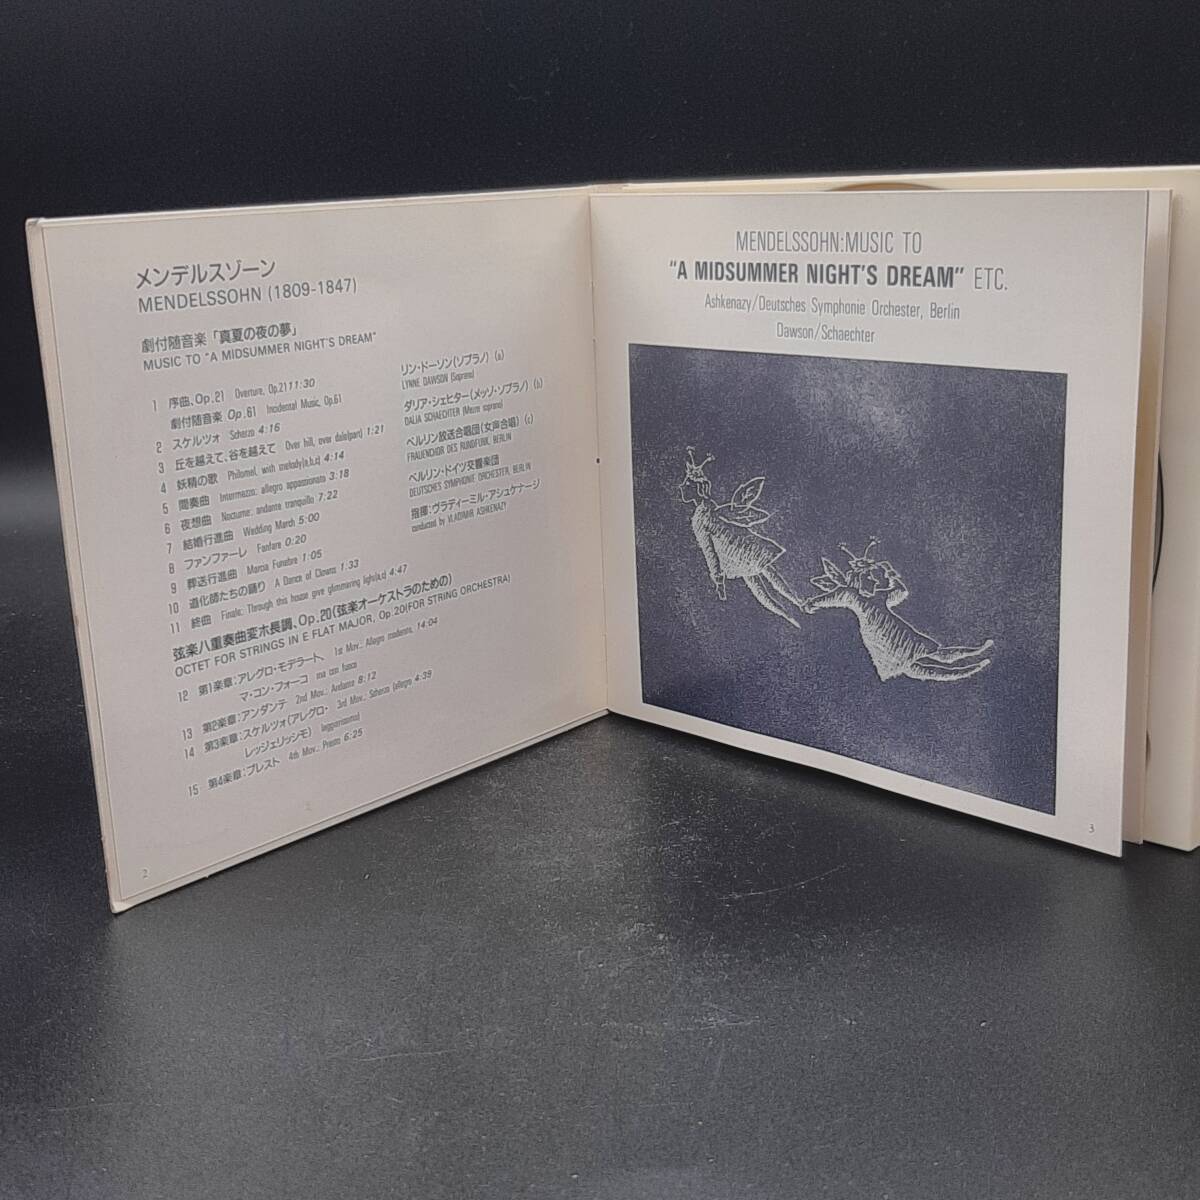 メンデルスゾーン
MENDELSSOHN (1809-1847)
劇付随音楽「真夏の夜の夢」
MUSIC TO "A MIDSUMMER NIGHT'S DREAM"
1 序曲、Op.21 Overture, Op.21 11:30
劇付随音楽 Op.61 Incidental Music, Op.61
2 スケルツォ Scherzo 4:16
3 丘を越えて、谷を越えて Over hill, over dale(part) 1:21
4 妖精の歌 Philomel, with melody(a,b,c) 4:14
5 間奏曲 Intermezzo: allegro appassionato 3:18
6 夜想曲 Nocturne: andante tranquillo 7:22
7 結婚行進曲 Wedding March 5:00
8 ファンファーレ Fanfare 0:20
9 葬送行進曲 Marcia Funebre 1:05
10 道化師たちの踊り A Dance of Clowns 1:33
11 終曲 Finale: Through this house give glimmering light(a,c) 4:47
リン・ドーソン(ソプラノ) (a)
LYNNE DAWSON (Soprano)
ダリア・シェヒター(メッツ・ソプラノ) (b)
DALIA SCHAECHTER (Mezze soprano)
ベルリン放送合唱団(女声合唱) (c)
FRAUENCHOR DES RUNDFUNK, BERLIN
ベルリン・ドイツ交響楽団
DEUTSCHES SYMPHONIE ORCHESTER, BERLIN
指揮:ヴラディーミル・アシュケナージ
conducted by VLADIMIR ASHKENAZY
弦楽八重奏曲変ホ長調、Op.20(弦楽オーケストラのための)
OCTET FOR STRINGS IN E FLAT MAJOR, Op.20(FOR STRING ORCHESTRA)
12 第1楽章:アレグロ・モデラート、 1st Mov.: Allegro moderato, 14:04
マ・コン・フォーコ ma con fuoco
13 第2楽章:アンダンテ 2nd Mov.: Andante 8:12
14 第3楽章:スケルツォ(アレグロ・ 3rd Mov.: Scherzo (allegro 4:39
レッジェリッシモ) leggierissimo)
15 第4楽章:プレスト 4th Mov.: Presto 6:25
2
MENDELSSOHN:MUSIC TO
"A MIDSUMMER NIGHT'S DREAM" ETC.
Ashkenazy/Deutsches Symphonie Orchester, Berlin
Dawson/Schaechter
3